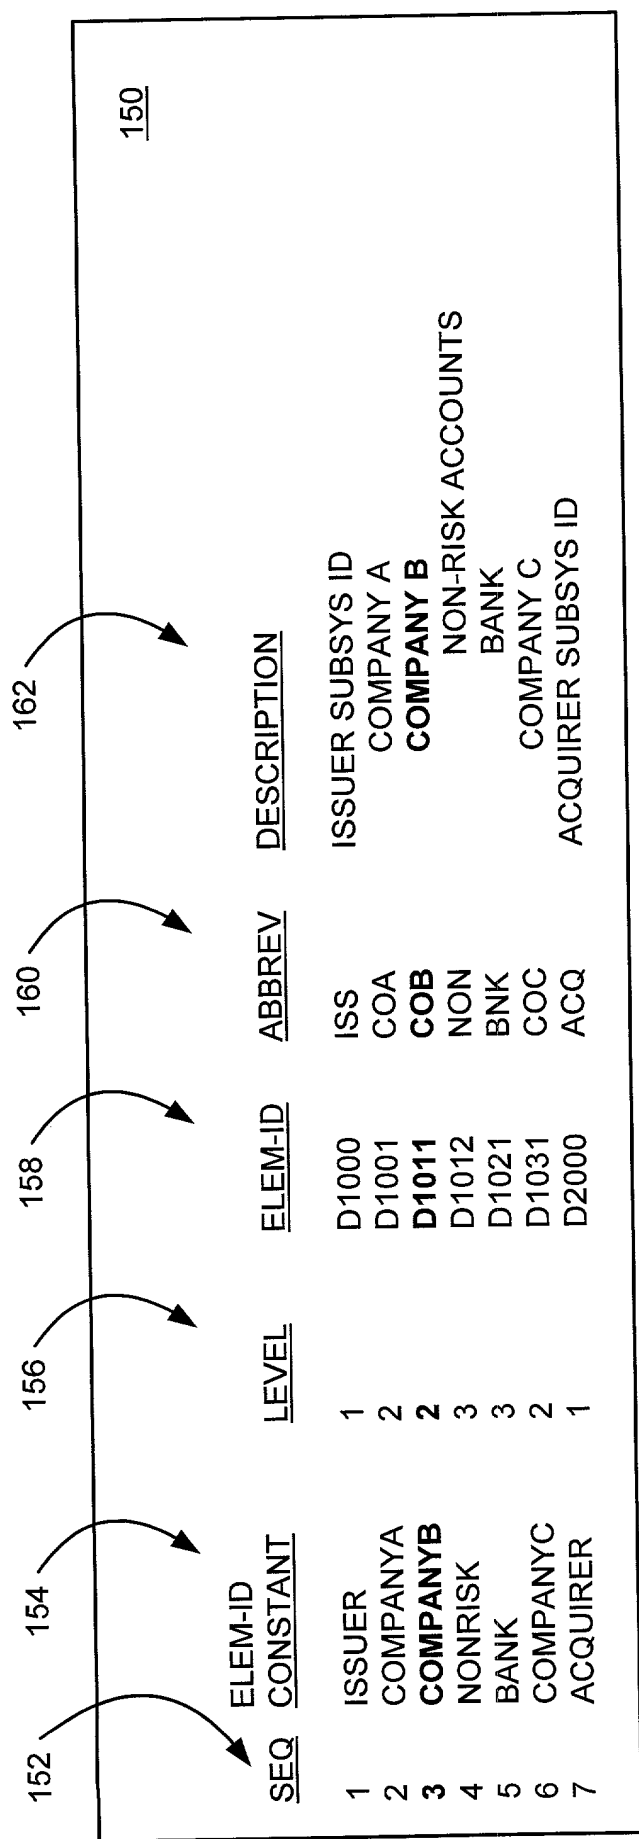 152 154 156 158 160 162
150
ELEM-ID
SEQ CONSTANT LEVEL ELEM-ID ABBREV DESCRIPTION
1 ISSUER 1 D1000 ISS ISSUER SUBSYS ID
2 COMPANYA 2 D1001 COA COMPANY A
3 COMPANYB 2 D1011 COB COMPANY B
4 NONRISK 3 D1012 NON NON-RISK ACCOUNTS
5 BANK 3 D1021 BNK BANK
6 COMPANYC 2 D1031 COC COMPANY C
7 ACQUIRER 1 D2000 ACQ ACQUIRER SUBSYS ID